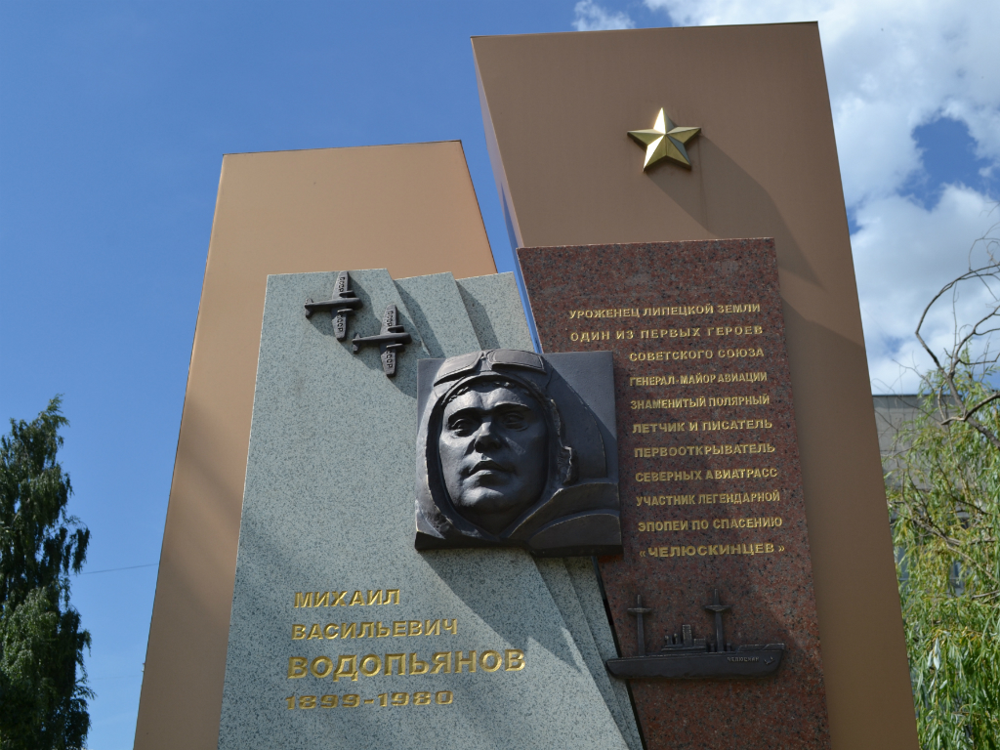 УРОЖЕНЕЦ ЛИПЕЦКОЙ ЗЕМЛИ
ОДИН ИЗ ПЕРВЫХ ГЕРОЕВ
СОВЕТСКОГО СОЮЗА
ГЕНЕРАЛ-МАЙОР АВИАЦИИ
ЗНАМЕНИТЫЙ ПОЛЯРНЫЙ
ЛЕТЧИК И ПИСАТЕЛЬ
ПЕРВООТКРЫВАТЕЛЬ
СЕВЕРНЫХ АВИАТРАСС
УЧАСТНИК ЛЕГЕНДАРНОЙ
ЭПОПЕИ ПО СПАСЕНИЮ
«ЧЕЛЮСКИНЦЕВ»
МИХАИЛ
ВАСИЛЬЕВИЧ
ВОДОПЬЯНОВ
1899-1980